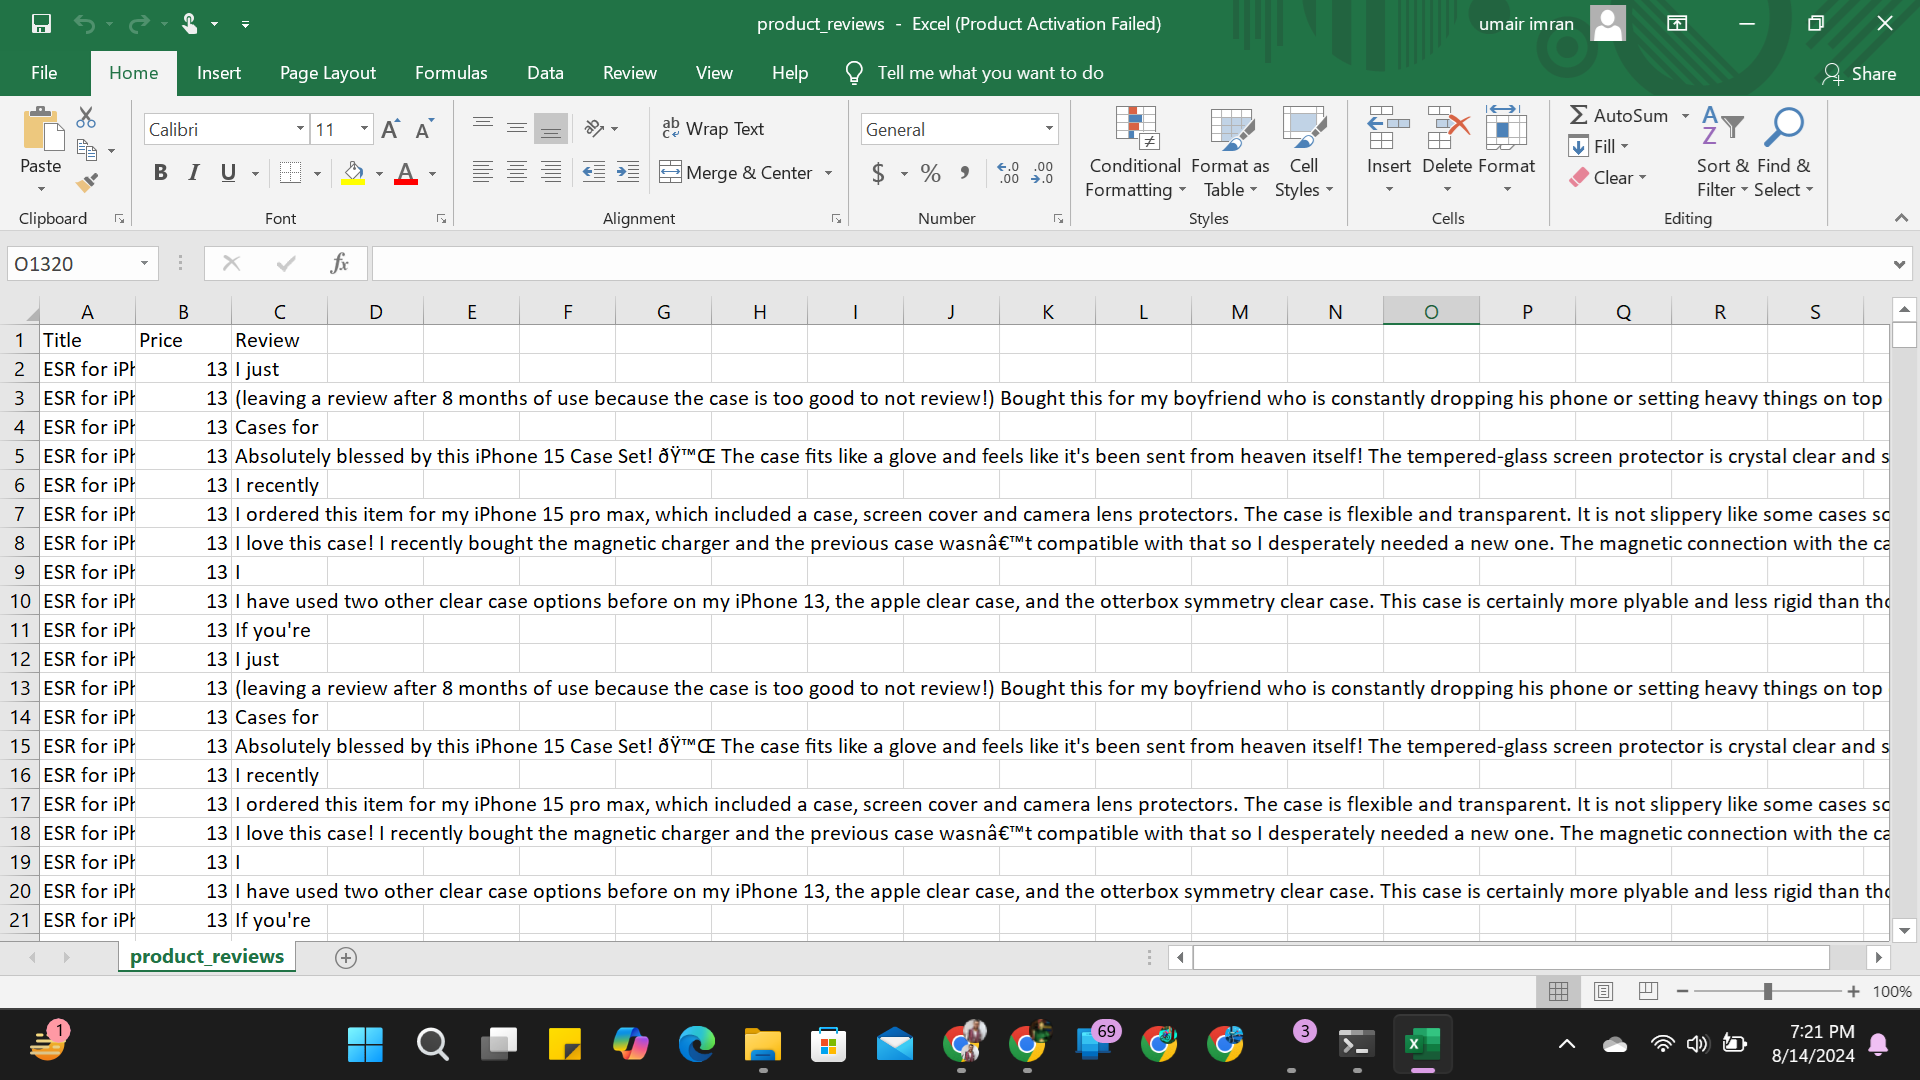 product_reviews - Excel (Product Activation Failed)
umair imran
File Home Insert Page Layout Formulas Data Review View Help Tell me what you want to do Share
Paste
Clipboard
Calibri 11
B I U
Font
Wrap Text
Merge & Center
Alignment
General
$ % ,
Number
Conditional Formatting
Format as Table
Cell Styles
Styles
Insert Delete Format
Cells
AutoSum
Fill
Clear
Sort & Filter
Find & Select
Editing
O1320
fx
A B C D E F G H I J K L M N O P Q R S
1 Title Price Review
2 ESR for iPh 13 I just
3 ESR for iPh 13 (leaving a review after 8 months of use because the case is too good to not review!) Bought this for my boyfriend who is constantly dropping his phone or setting heavy things on top
4 ESR for iPh 13 Cases for
5 ESR for iPh 13 Absolutely blessed by this iPhone 15 Case Set! ðŸ™Œ The case fits like a glove and feels like it's been sent from heaven itself! The tempered-glass screen protector is crystal clear and s
6 ESR for iPh 13 I recently
7 ESR for iPh 13 I ordered this item for my iPhone 15 pro max, which included a case, screen cover and camera lens protectors. The case is flexible and transparent. It is not slippery like some cases sc
8 ESR for iPh 13 I love this case! I recently bought the magnetic charger and the previous case wasnâ€™t compatible with that so I desperately needed a new one. The magnetic connection with the ca
9 ESR for iPh 13 I
10 ESR for iPh 13 I have used two other clear case options before on my iPhone 13, the apple clear case, and the otterbox symmetry clear case. This case is certainly more plyable and less rigid than tho
11 ESR for iPh 13 If you're
12 ESR for iPh 13 I just
13 ESR for iPh 13 (leaving a review after 8 months of use because the case is too good to not review!) Bought this for my boyfriend who is constantly dropping his phone or setting heavy things on top
14 ESR for iPh 13 Cases for
15 ESR for iPh 13 Absolutely blessed by this iPhone 15 Case Set! ðŸ™Œ The case fits like a glove and feels like it's been sent from heaven itself! The tempered-glass screen protector is crystal clear and s
16 ESR for iPh 13 I recently
17 ESR for iPh 13 I ordered this item for my iPhone 15 pro max, which included a case, screen cover and camera lens protectors. The case is flexible and transparent. It is not slippery like some cases sc
18 ESR for iPh 13 I love this case! I recently bought the magnetic charger and the previous case wasnâ€™t compatible with that so I desperately needed a new one. The magnetic connection with the ca
19 ESR for iPh 13 I
20 ESR for iPh 13 I have used two other clear case options before on my iPhone 13, the apple clear case, and the otterbox symmetry clear case. This case is certainly more plyable and less rigid than tho
21 ESR for iPh 13 If you're
product_reviews
100%
1
69
3
7:21 PM
8/14/2024